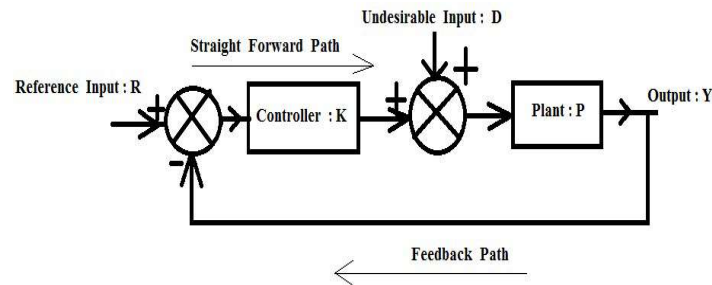 Undesirable Input : D
Straight Forward Path
Reference Input : R
+
-
Controller : K
+
+
Plant : P
Output : Y
Feedback Path